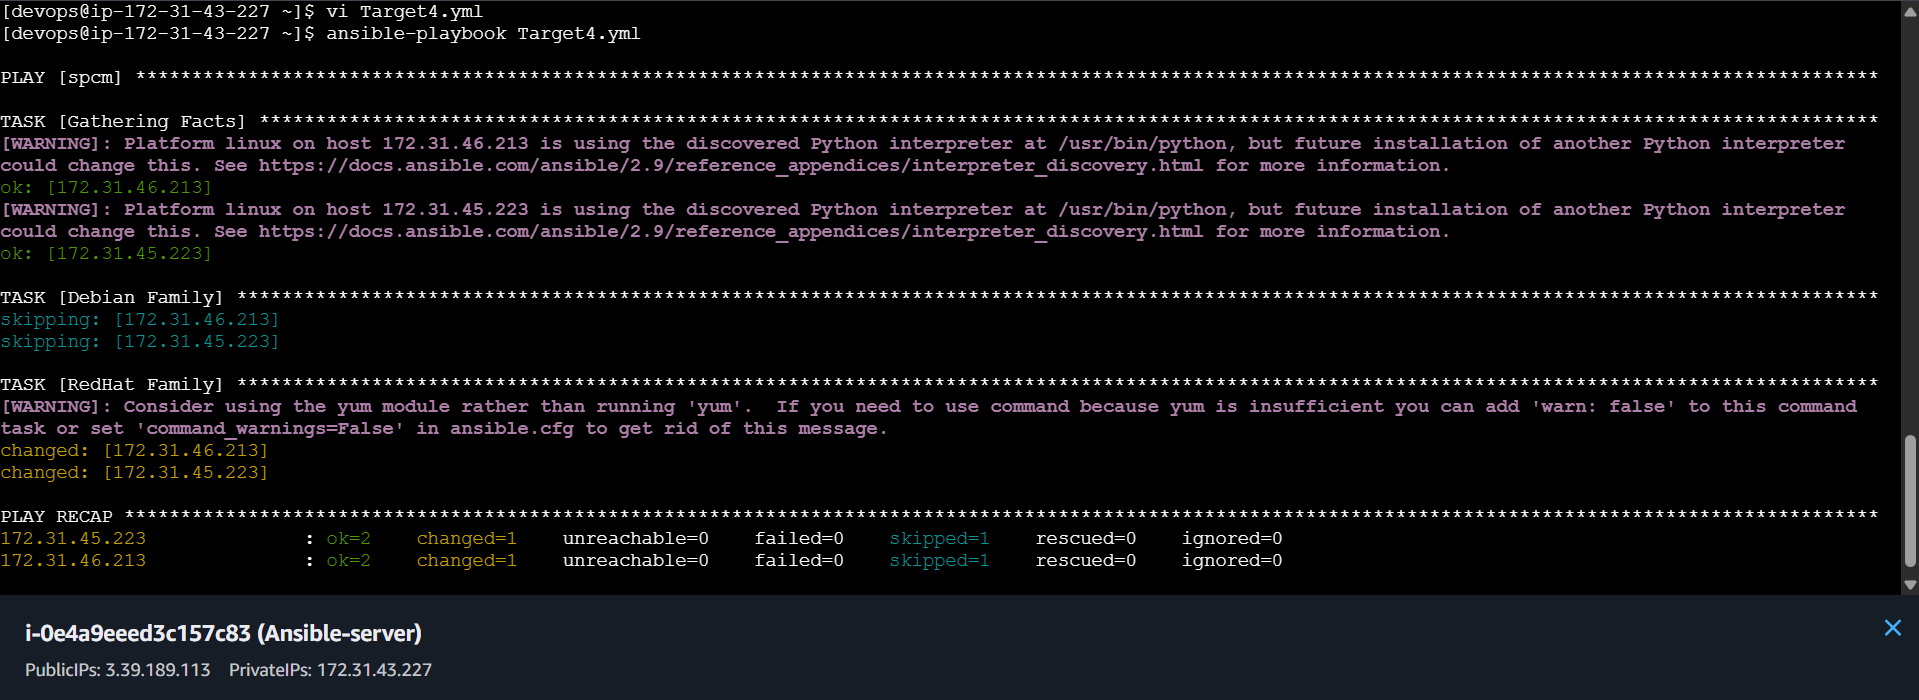 [devops@ip-172-31-43-227 ~]$ vi Target4.yml
[devops@ip-172-31-43-227 ~]$ ansible-playbook Target4.yml
PLAY [spcm] ***********************************************************************************************************************************************************
TASK [Gathering Facts] ************************************************************************************************************************************************
[WARNING]: Platform linux on host 172.31.46.213 is using the discovered Python interpreter at /usr/bin/python, but future installation of another Python interpreter
could change this. See https://docs.ansible.com/ansible/2.9/reference_appendices/interpreter_discovery.html for more information.
ok: [172.31.46.213]
[WARNING]: Platform linux on host 172.31.45.223 is using the discovered Python interpreter at /usr/bin/python, but future installation of another Python interpreter
could change this. See https://docs.ansible.com/ansible/2.9/reference_appendices/interpreter_discovery.html for more information.
ok: [172.31.45.223]
TASK [Debian Family] **************************************************************************************************************************************************
skipping: [172.31.46.213]
skipping: [172.31.45.223]
TASK [RedHat Family] **************************************************************************************************************************************************
[WARNING]: Consider using the yum module rather than running 'yum'.  If you need to use command because yum is insufficient you can add 'warn: false' to this command
task or set 'command_warnings=False' in ansible.cfg to get rid of this message.
changed: [172.31.46.213]
changed: [172.31.45.223]
PLAY RECAP ************************************************************************************************************************************************************
172.31.45.223              : ok=2    changed=1    unreachable=0    failed=0    skipped=1    rescued=0    ignored=0
172.31.46.213              : ok=2    changed=1    unreachable=0    failed=0    skipped=1    rescued=0    ignored=0
i-0e4a9eeed3c157c83 (Ansible-server)
PublicIPs: 3.39.189.113    PrivateIPs: 172.31.43.227